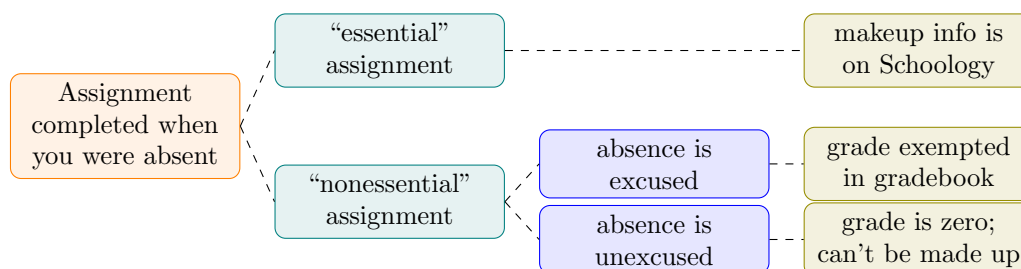 Assignment
completed when
you were absent
“essential”
assignment
makeup info is
on Schoology
“nonessential”
assignment
absence is
excused
grade exempted
in gradebook
absence is
unexcused
grade is zero;
can't be made up